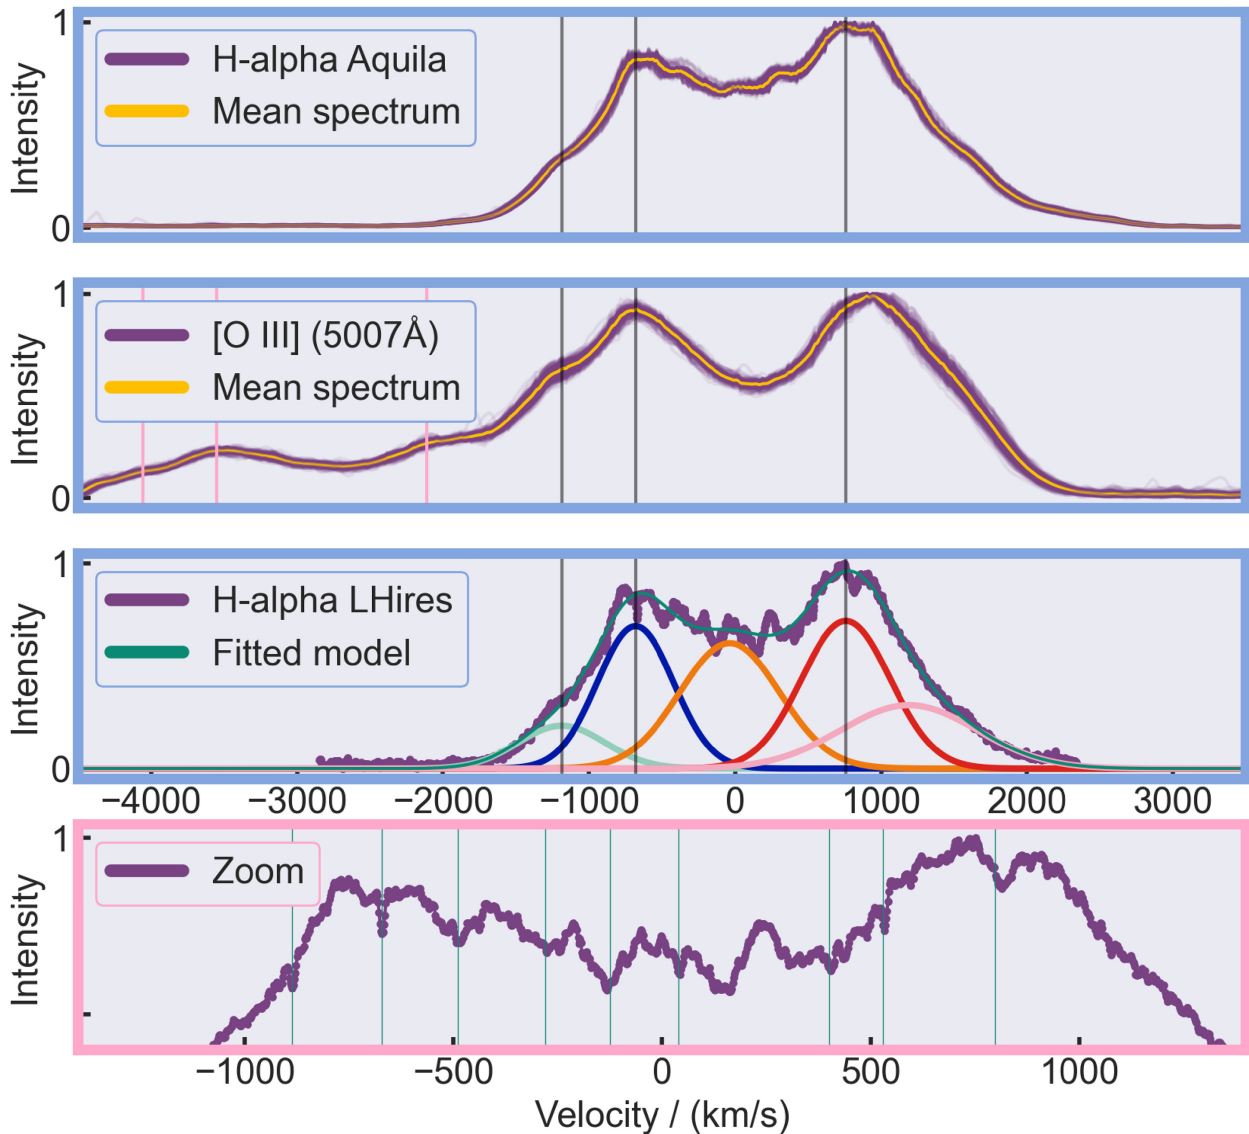 1
H-alpha Aquila
Mean spectrum
Intensity
0
1
[O III] (5007Å)
Mean spectrum
Intensity
0
1
H-alpha LHires
Fitted model
Intensity
0
−4000 −3000 −2000 −1000 0 1000 2000 3000
1
Zoom
Intensity
−1000 −500 0 500 1000
Velocity / (km/s)